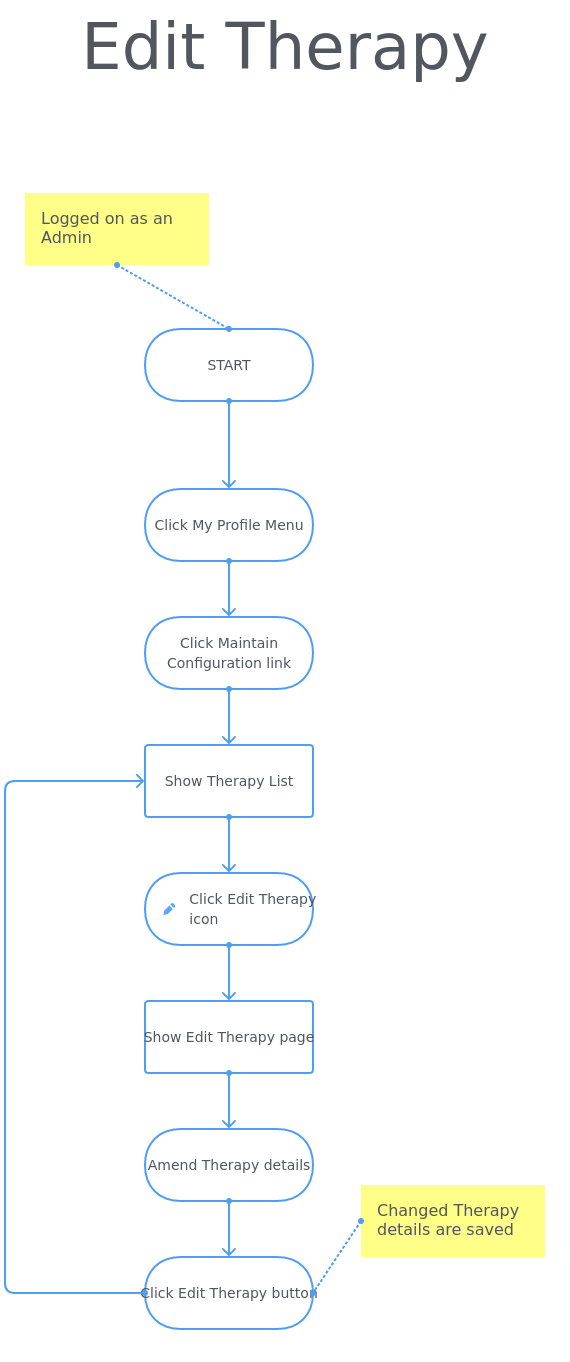 Edit Therapy
Logged on as an
Admin
START
Click My Profile Menu
Click Maintain
Configuration link
Show Therapy List
Click Edit Therapy
icon
Show Edit Therapy page
Amend Therapy details
Changed Therapy
details are saved
Click Edit Therapy button